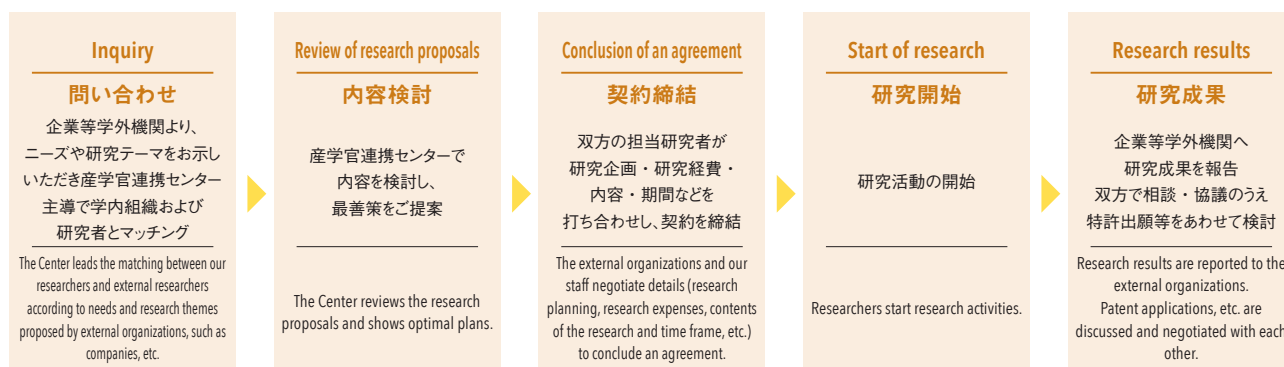 Inquiry
問い合わせ
企業等学外機関より、
ニーズや研究テーマをお示し
いただき産学官連携センター
主導で学内組織および
研究者とマッチング
The Center leads the matching between our
researchers and external researchers
according to needs and research themes
proposed by external organizations, such as
companies, etc.
Review of research proposals
内容検討
産学官連携センターで
内容を検討し、
最善策をご提案
The Center reviews the research
proposals and shows optimal plans.
Conclusion of an agreement
契約締結
双方の担当研究者が
研究企画・研究経費・
内容・期間などを
打ち合わせし、契約を締結
The external organizations and our
staff negotiate details (research
planning, research expenses, contents
of the research and time frame, etc.)
to conclude an agreement.
Start of research
研究開始
研究活動の開始
Researchers start research activities.
Research results
研究成果
企業等学外機関へ
研究成果を報告
双方で相談・協議のうえ
特許出願等をあわせて検討
Research results are reported to the
external organizations.
Patent applications, etc. are
discussed and negotiated with each
other.